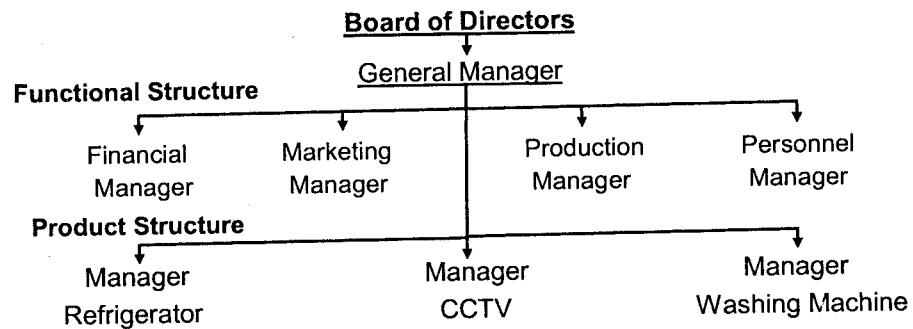 Board of Directors
General Manager
Functional Structure
Financial
Manager
Marketing
Manager
Production
Manager
Personnel
Manager
Product Structure
Manager
Refrigerator
Manager
CCTV
Manager
Washing Machine